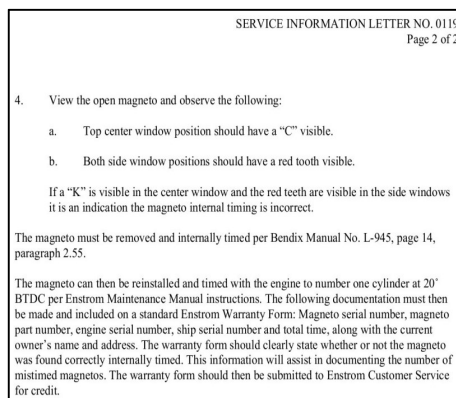 SERVICE INFORMATION LETTER NO. 0119
Page 2 of 2
4. View the open magneto and observe the following:
a. Top center window position should have a “C” visible.
b. Both side window positions should have a red tooth visible.
If a “K” is visible in the center window and the red teeth are visible in the side windows
it is an indication the magneto internal timing is incorrect.
The magneto must be removed and internally timed per Bendix Manual No. L-945, page 14,
paragraph 2.55.
The magneto can then be reinstalled and timed with the engine to number one cylinder at 20˚
BTDC per Enstrom Maintenance Manual instructions. The following documentation must then
be made and included on a standard Enstrom Warranty Form: Magneto serial number, magneto
part number, engine serial number, ship serial number and total time, along with the current
owner’s name and address. The warranty form should clearly state whether or not the magneto
was found correctly internally timed. This information will assist in documenting the number of
mistimed magnetos. The warranty form should then be submitted to Enstrom Customer Service
for credit.